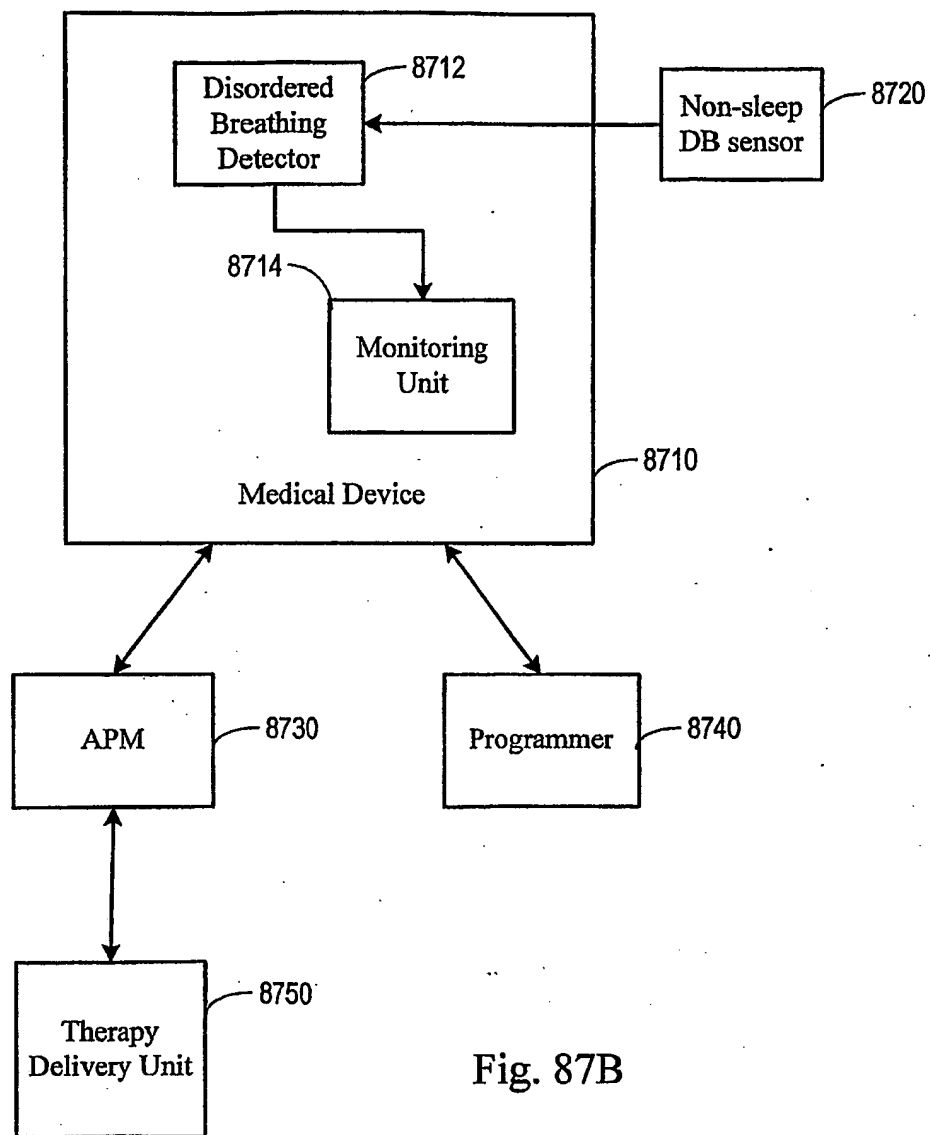 8712
Disordered
Breathing
Detector
Non-sleep
DB sensor
8720
8714
Monitoring
Unit
8710
Medical Device
APM
8730
Programmer
8740
Therapy
Delivery Unit
8750
Fig. 87B